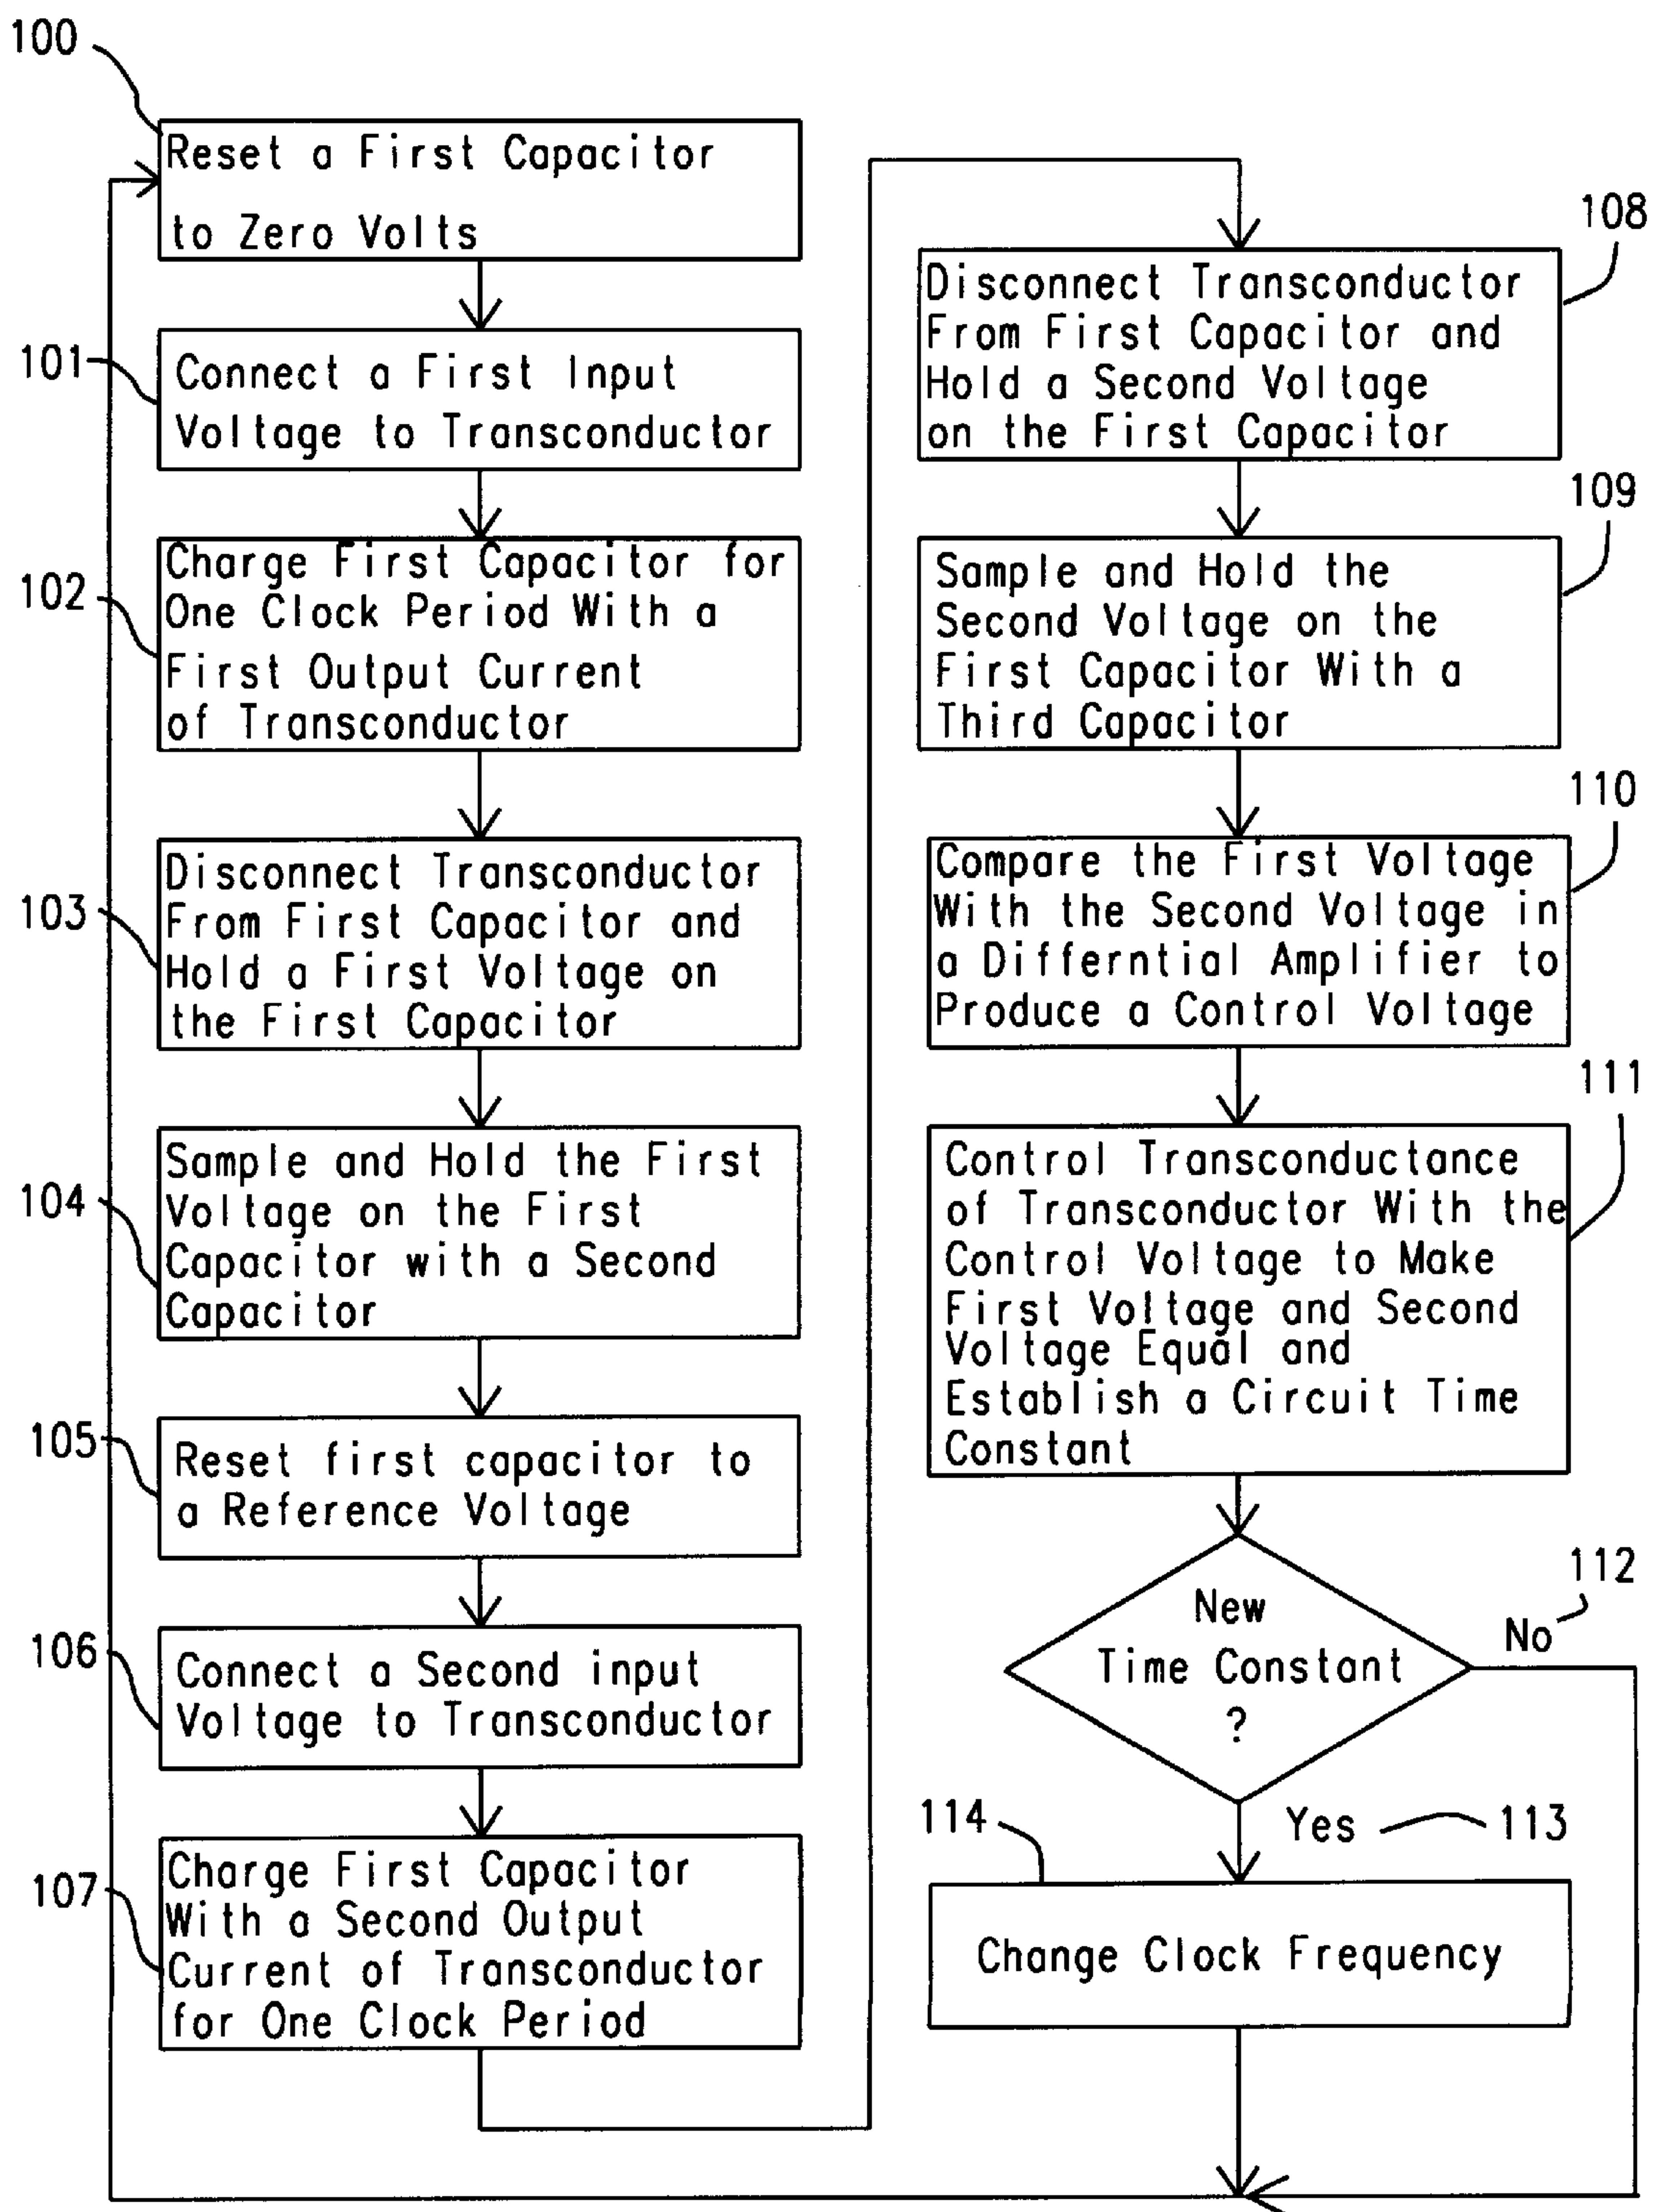 100
Reset a First Capacitor
to Zero Volts
101
Connect a First Input
Voltage to Transconductor
102
Charge First Capacitor for
One Clock Period With a
First Output Current
of Transconductor
103
Disconnect Transconductor
From First Capacitor and
Hold a First Voltage on
the First Capacitor
104
Sample and Hold the First
Voltage on the First
Capacitor with a Second
Capacitor
105
Reset first capacitor to
a Reference Voltage
106
Connect a Second input
Voltage to Transconductor
107
Charge First Capacitor
With a Second Output
Current of Transconductor
for One Clock Period
108
Disconnect Transconductor
From First Capacitor and
Hold a Second Voltage
on the First Capacitor
109
Sample and Hold the
Second Voltage on the
First Capacitor With a
Third Capacitor
110
Compare the First Voltage
With the Second Voltage in
a Differntial Amplifier to
Produce a Control Voltage
111
Control Transconductance
of Transconductor With the
Control Voltage to Make
First Voltage and Second
Voltage Equal and
Establish a Circuit Time
Constant
New
Time Constant
?
112
No
Yes
113
114
Change Clock Frequency